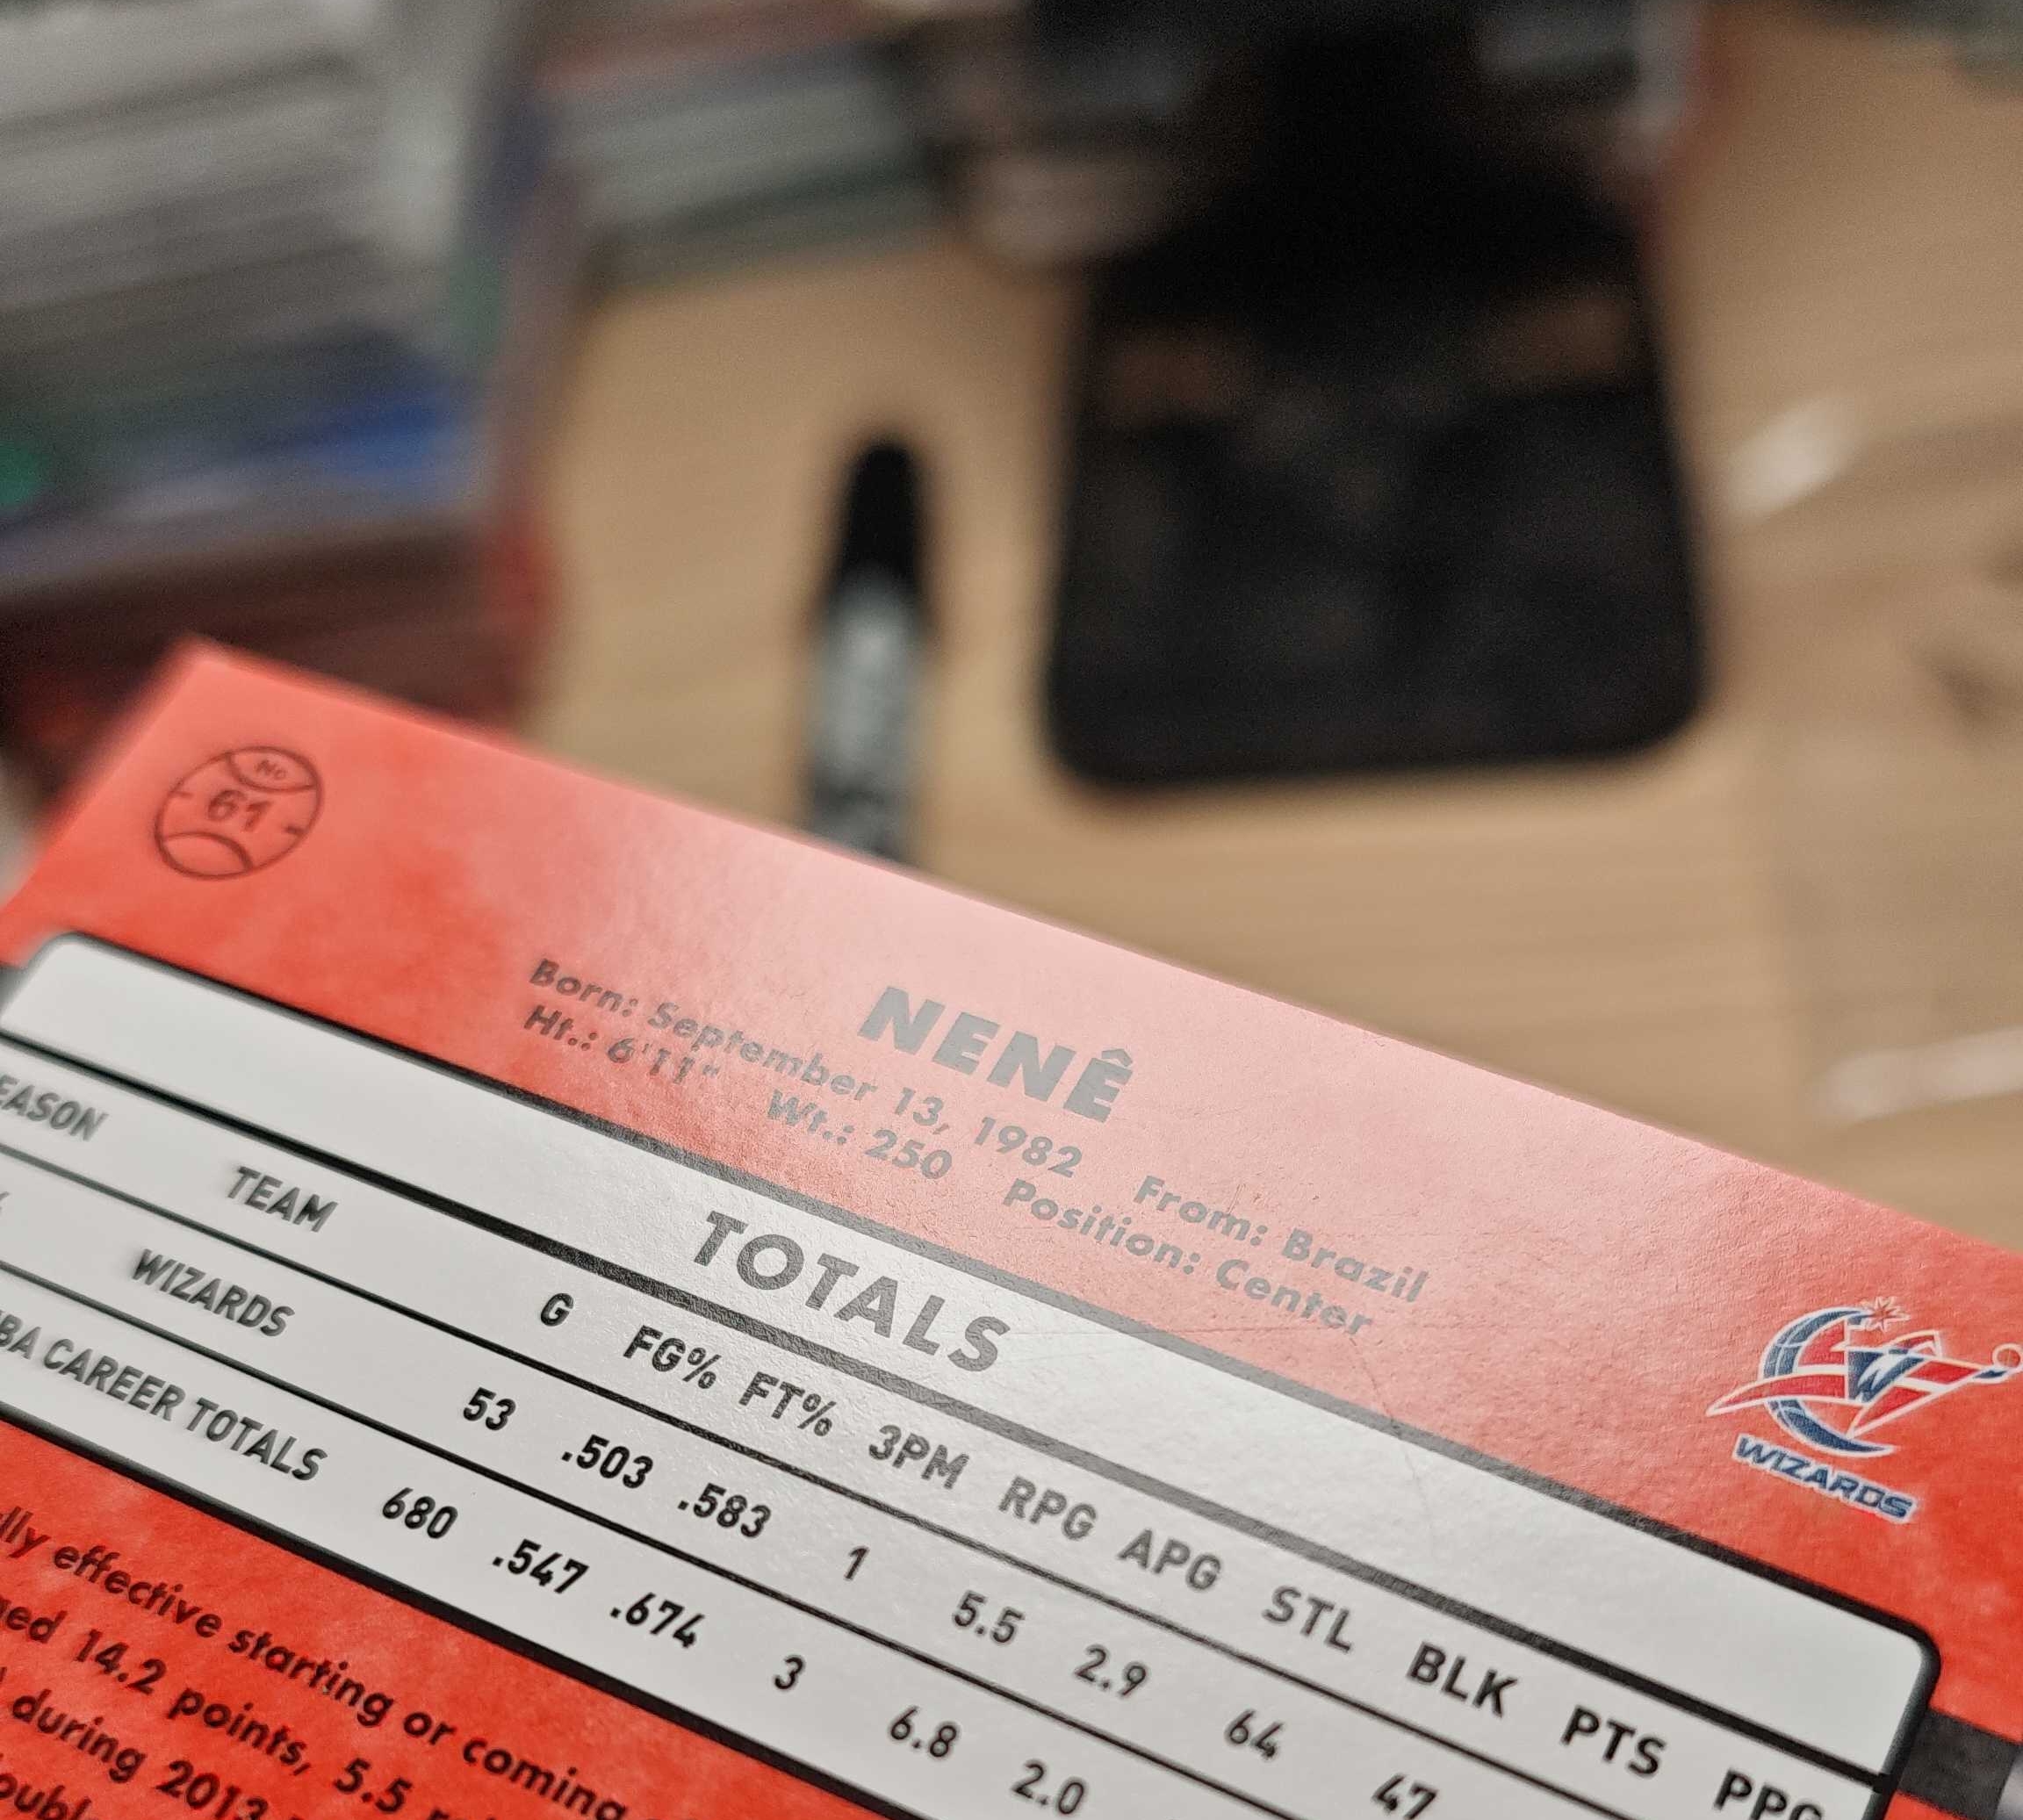 No
61
NENÊ
Born: September 13, 1982 From: Brazil
Ht.: 6'11" Wt.: 250 Position: Center
WIZARDS
TOTALS
EASON TEAM G FG% FT% 3PM RPG APG STL BLK PTS PPG
WIZARDS 53 .503 .583 1 5.5 2.9 64 47
BA CAREER TOTALS 680 .547 .674 3 6.8 2.0
lly effective starting or coming
ed 14.2 points, 5.5
during 2013